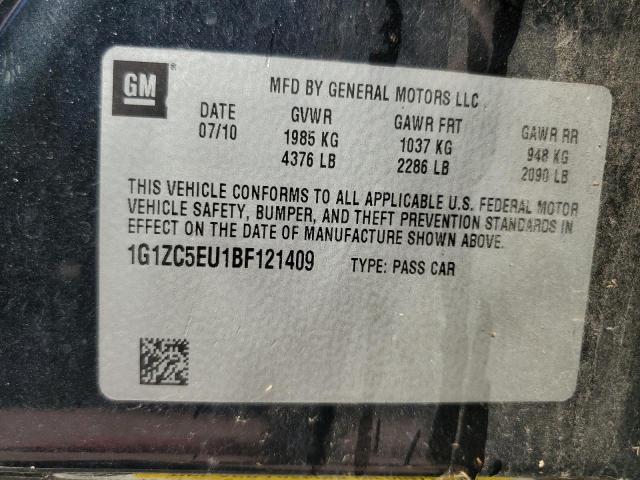 GM
MFD BY GENERAL MOTORS LLC
DATE GVWR GAWR FRT GAWR RR
07/10 1985 KG 1037 KG 948 KG
4376 LB 2286 LB 2090 LB
THIS VEHICLE CONFORMS TO ALL APPLICABLE U.S. FEDERAL MOTOR
VEHICLE SAFETY, BUMPER, AND THEFT PREVENTION STANDARDS IN
EFFECT ON THE DATE OF MANUFACTURE SHOWN ABOVE.
1G1ZC5EU1BF121409 TYPE: PASS CAR